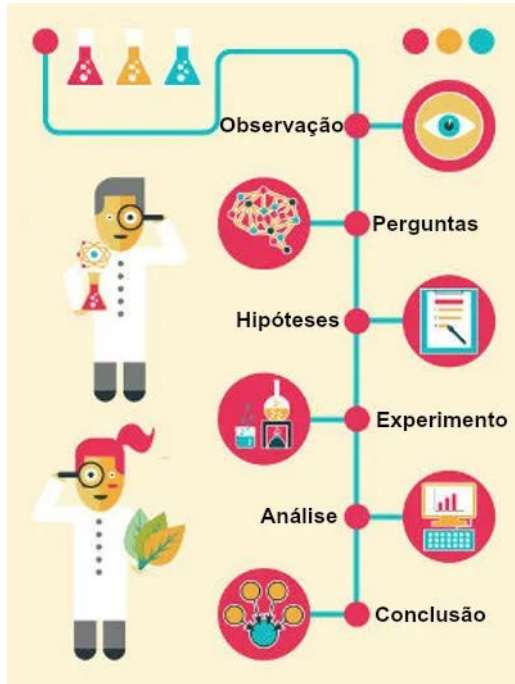 Observação
Perguntas
Hipóteses
Experimento
Análise
Conclusão